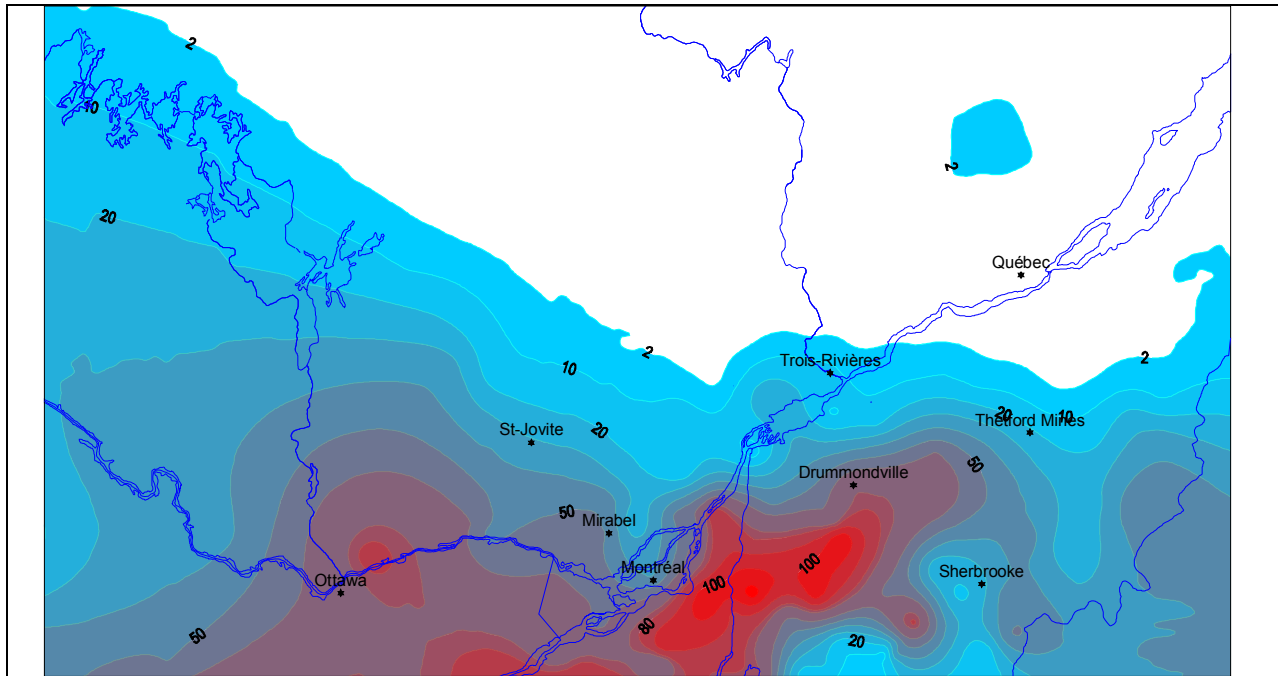 2
10
20
2
Québec
2
Trois-Rivières
2
10
St-Jovite
20
20
10
Thetford Mines
50
Drummondville
50
Mirabel
100
Ottawa
Montréal
100
Sherbrooke
50
80
20